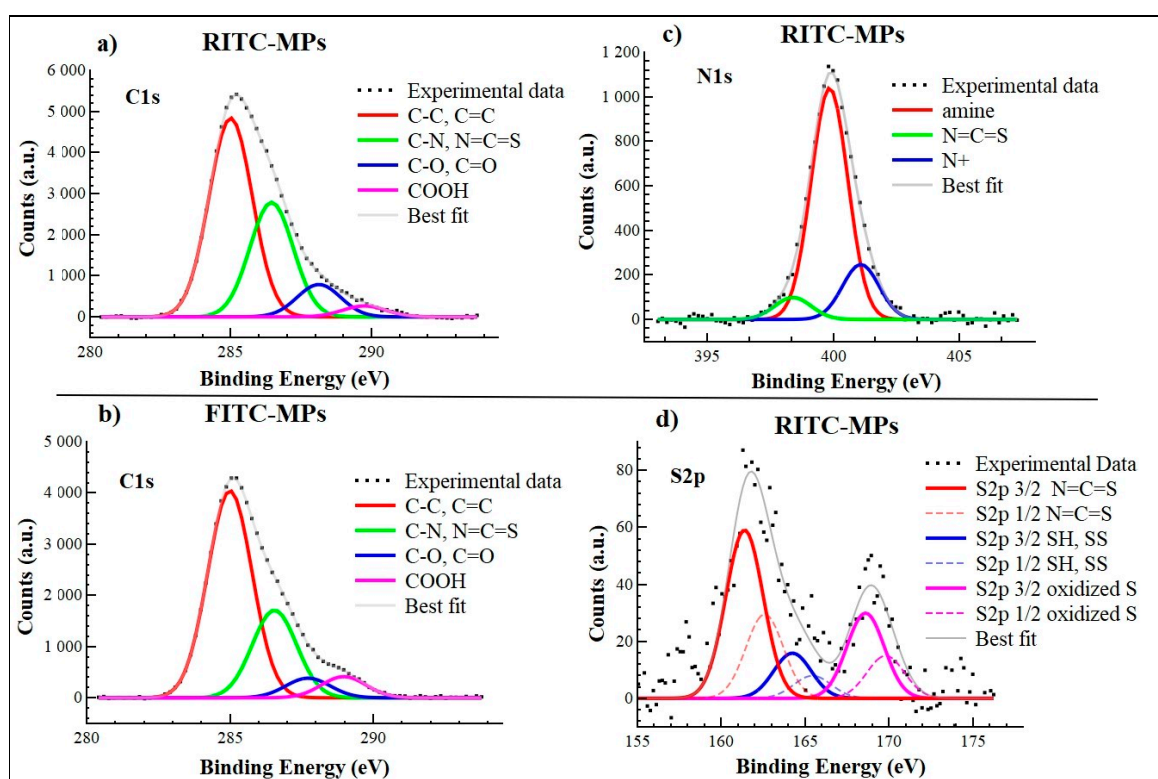 a) RITC-MPs
C1s
6 000
5 000
4 000
3 000
2 000
1 000
0
Counts (a.u.)
Experimental data
C-C, C=C
C-N, N=C=S
C-O, C=O
COOH
Best fit
280 285 290
Binding Energy (eV)
c) RITC-MPs
N1s
1 200
1 000
800
600
400
200
0
Counts (a.u.)
Experimental data
amine
N=C=S
N+
Best fit
395 400 405
Binding Energy (eV)
b) FITC-MPs
C1s
5 000
4 000
3 000
2 000
1 000
0
Counts (a.u.)
Experimental data
C-C, C=C
C-N, N=C=S
C-O, C=O
COOH
Best fit
280 285 290
Binding Energy (eV)
d) RITC-MPs
S2p
80
60
40
20
0
Counts (a.u.)
Experimental Data
S2p 3/2 N=C=S
S2p 1/2 N=C=S
S2p 3/2 SH, SS
S2p 1/2 SH, SS
S2p 3/2 oxidized S
S2p 1/2 oxidized S
Best fit
155 160 165 170 175
Binding Energy (eV)